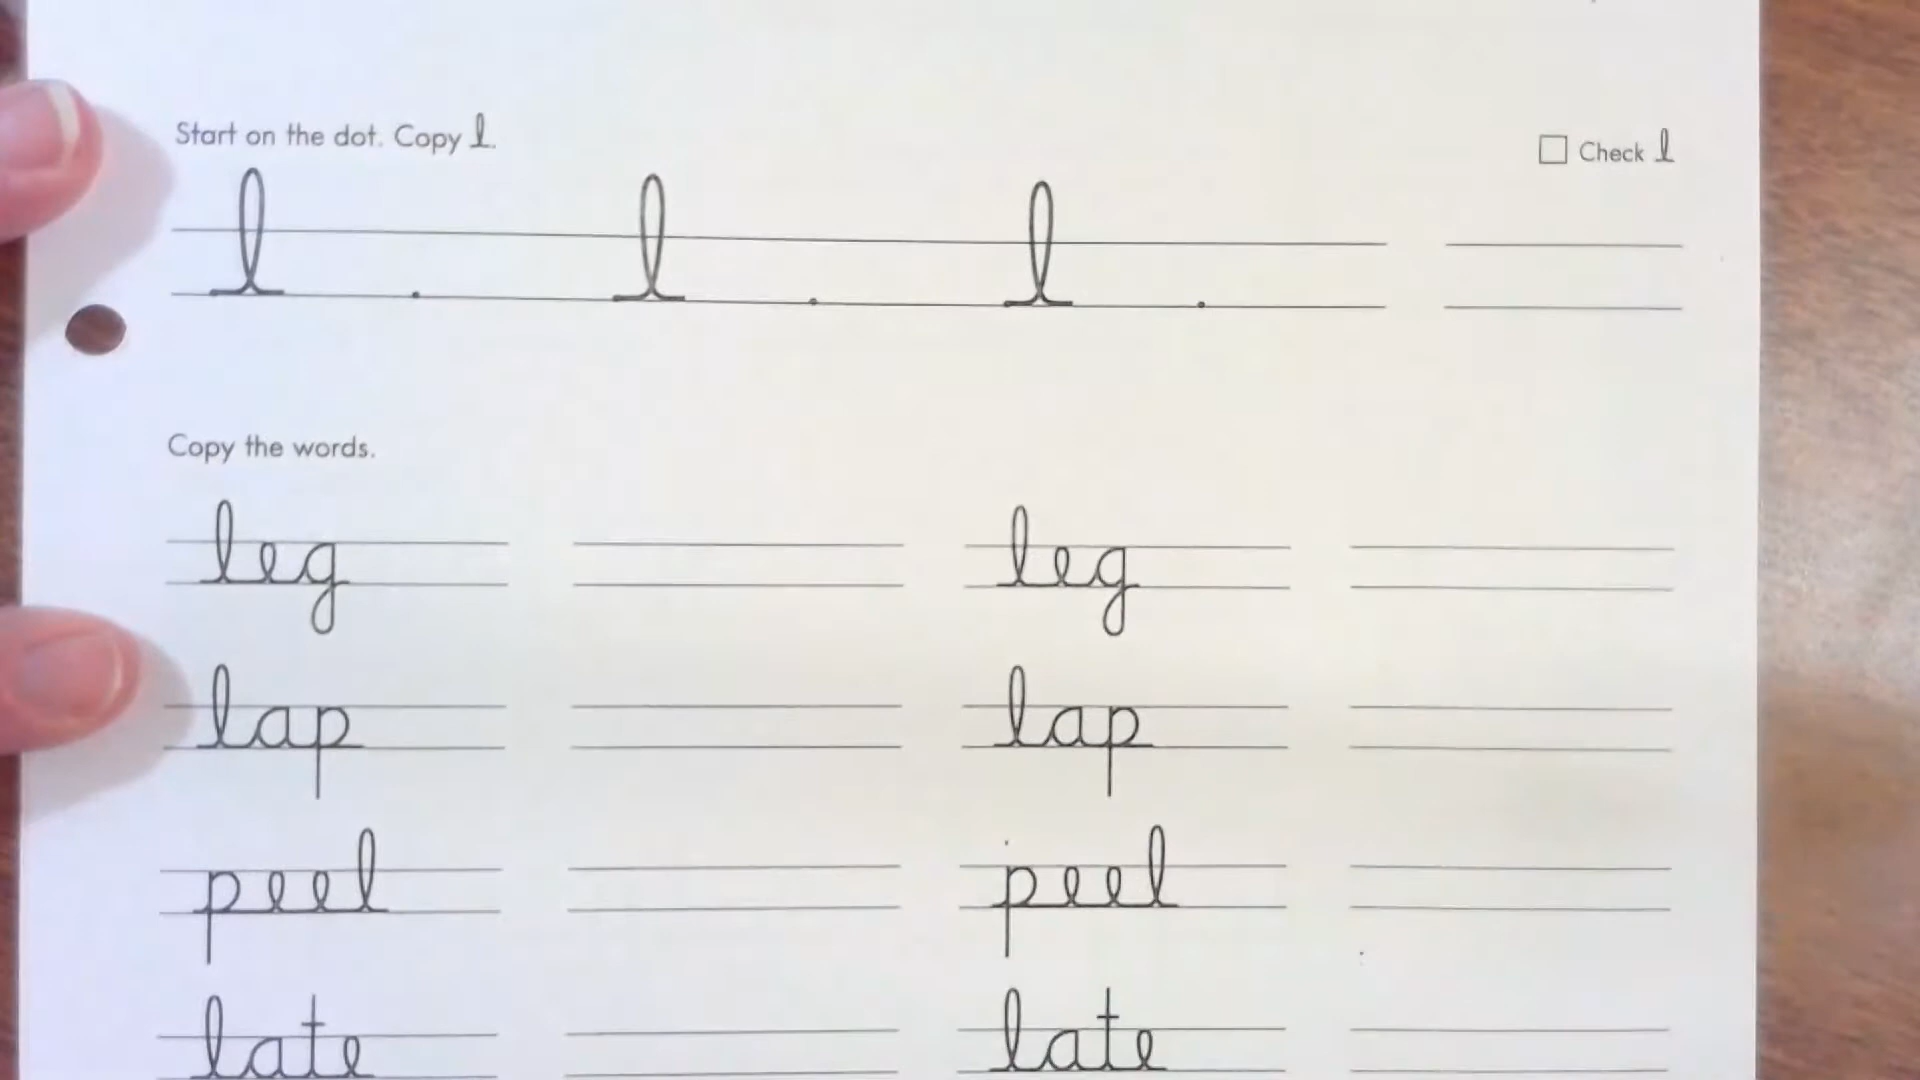 Start on the dot. Copy l.
Check l
l l l
Copy the words.
leg leg
lap lap
peel peel
late late